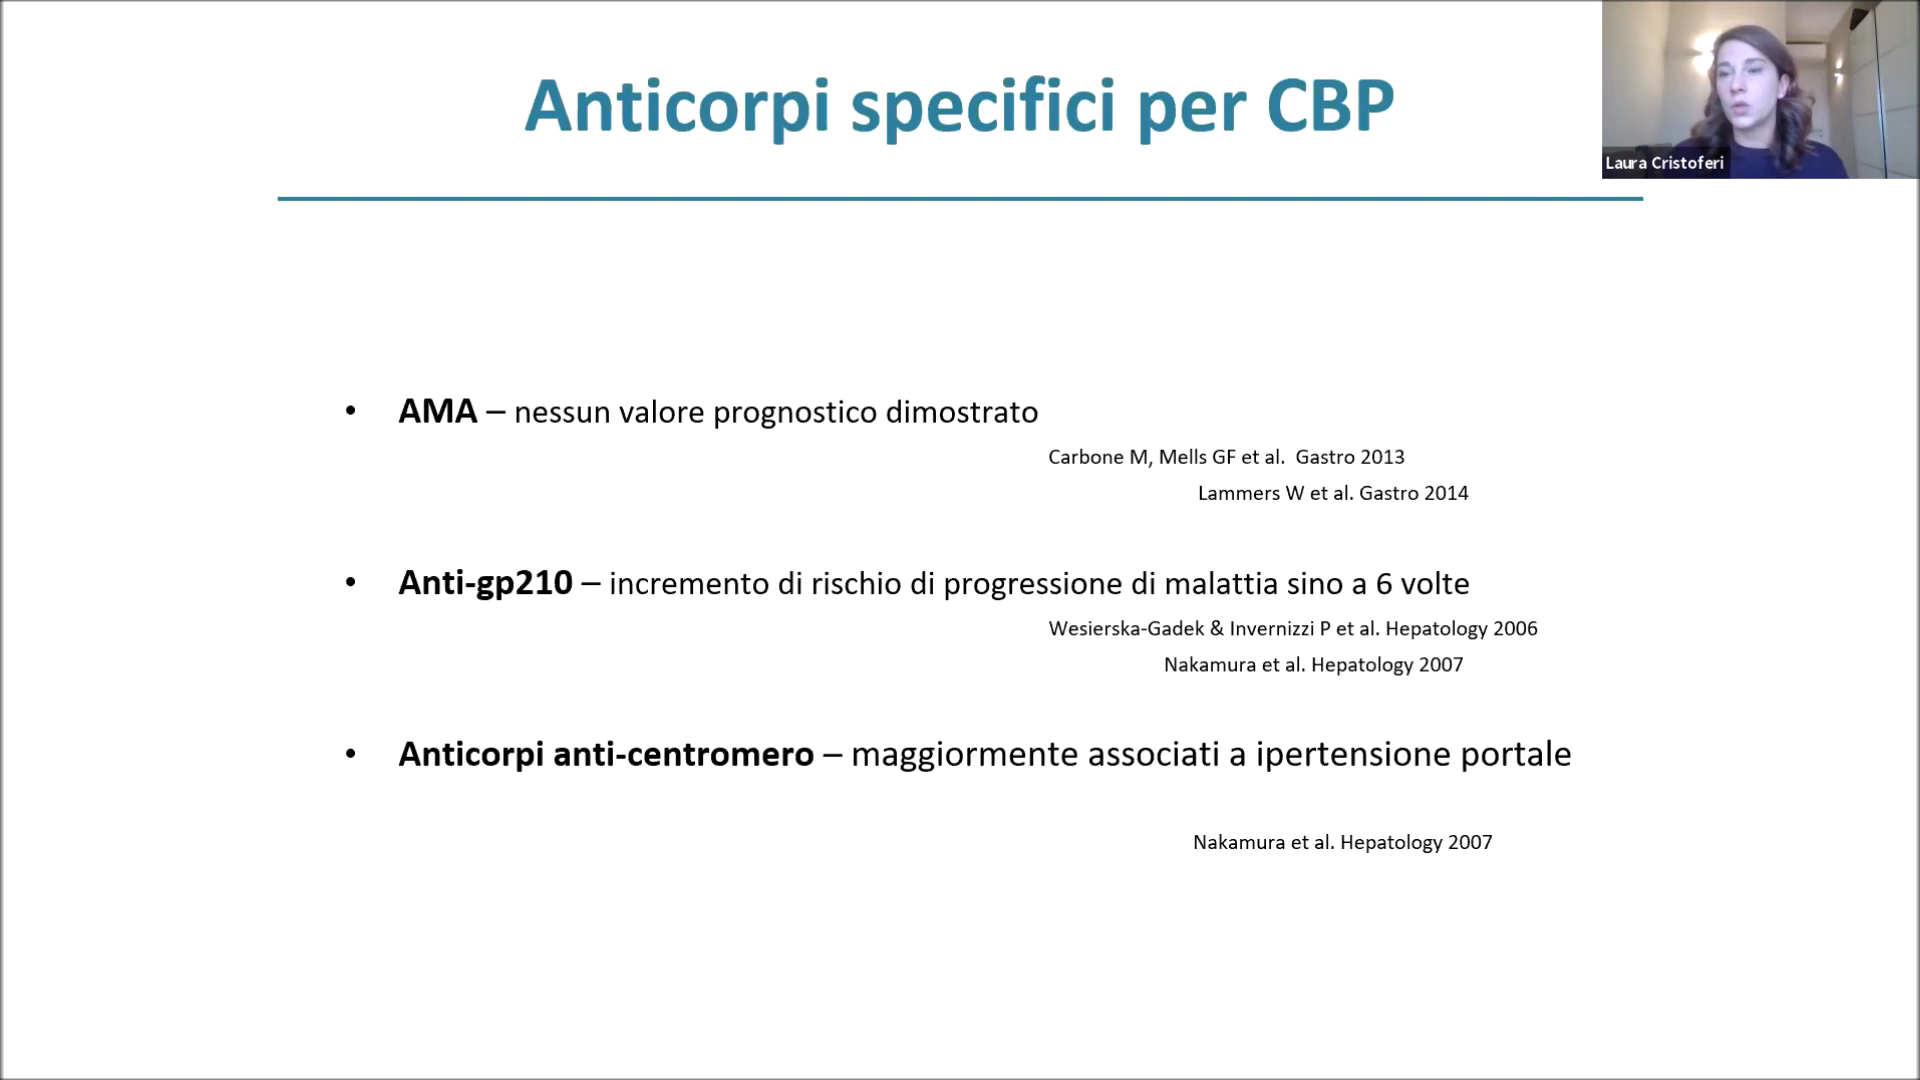 Anticorpi specifici per CBP
Laura Cristoferi
• AMA – nessun valore prognostico dimostrato
Carbone M, Mells GF et al.  Gastro 2013
Lammers W et al. Gastro 2014
• Anti-gp210 – incremento di rischio di progressione di malattia sino a 6 volte
Wesierska-Gadek & Invernizzi P et al. Hepatology 2006
Nakamura et al. Hepatology 2007
• Anticorpi anti-centromero – maggiormente associati a ipertensione portale
Nakamura et al. Hepatology 2007